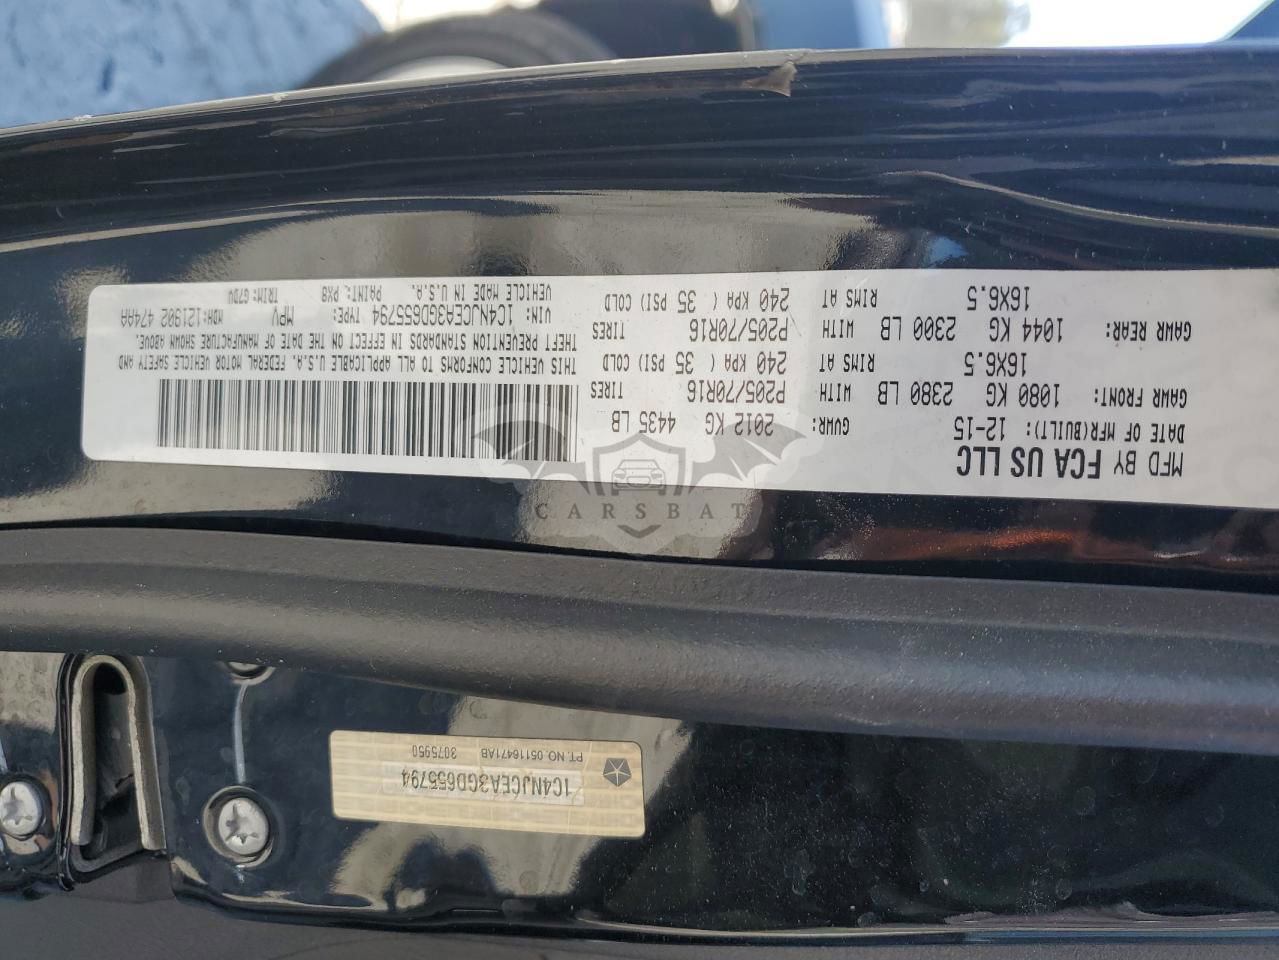 MFD BY FCA US LLC
DATE OF MFR(BUILT): 12-15
GVWR: 2012 KG 4435 LB
GAWR FRONT: 1080 KG 2380 LB WITH P205/70R16 TIRES
16X6.5 RIMS AT 240 KPA ( 35 PSI) COLD
GAWR REAR: 1044 KG 2300 LB WITH P205/70R16 TIRES
16X6.5 RIMS AT 240 KPA ( 35 PSI) COLD
THIS VEHICLE CONFORMS TO ALL APPLICABLE U.S.A. FEDERAL MOTOR VEHICLE SAFETY AND
THEFT PREVENTION STANDARDS IN EFFECT ON THE DATE OF MANUFACTURE SHOWN ABOVE.
VIN: 1C4NJCEA3GD655794 TYPE: MPV MDH:121902 474AA
VEHICLE MADE IN U.S.A. PAINT:PX8 TRIM:G7DV
CARSBAT
1C4NJCEA3GD655794
PT.NO.05116471AB 3075950